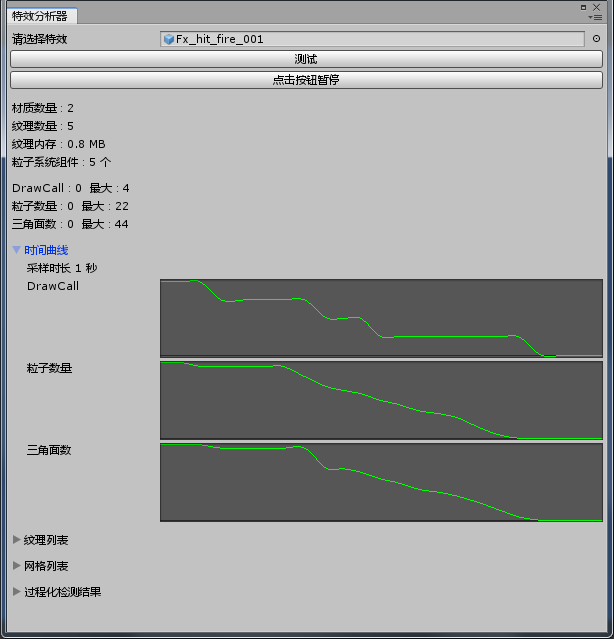 特效分析器
请选择特效 Fx_hit_fire_001
测试
点击按钮暂停
材质数量 : 2
纹理数量 : 5
纹理内存 : 0.8 MB
粒子系统组件 : 5 个
DrawCall : 0 最大 : 4
粒子数量 : 0 最大 : 22
三角面数 : 0 最大 : 44
时间曲线
采样时长 1 秒
DrawCall
粒子数量
三角面数
纹理列表
网格列表
过程化检测结果